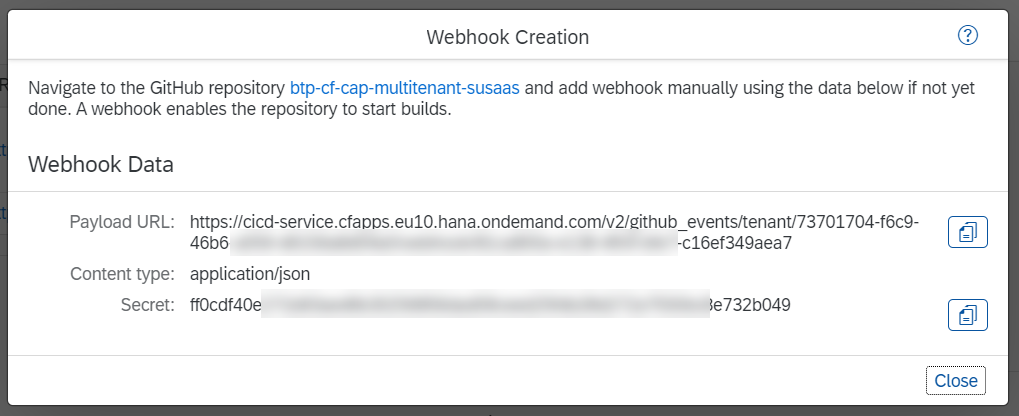 Webhook Creation
Navigate to the GitHub repository btp-cf-cap-multitenant-susaas and add webhook manually using the data below if not yet
done. A webhook enables the repository to start builds.
Webhook Data
Payload URL: https://cicd-service.cfapps.eu10.hana.ondemand.com/v2/github_events/tenant/73701704-f6c9-
46b6 -c16ef349aea7
Content type: application/json
Secret: ff0cdf40e 8e732b049
Close